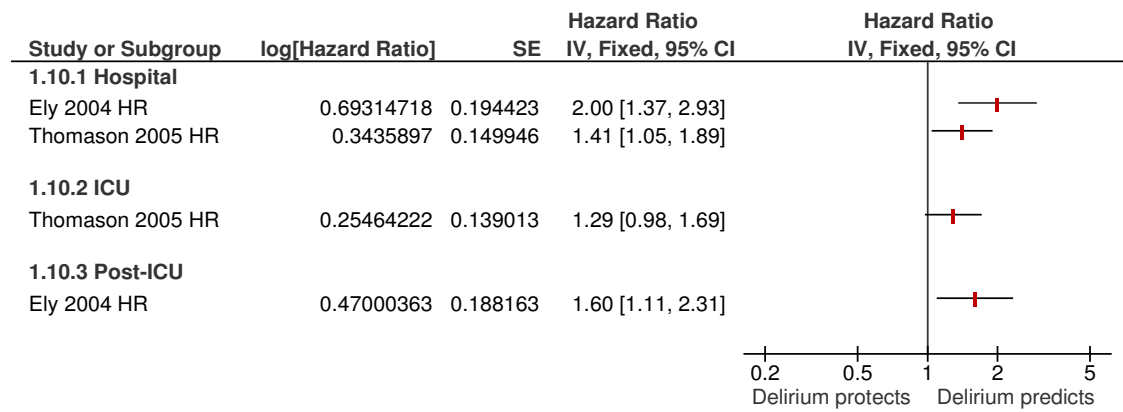 Hazard Ratio Hazard Ratio
Study or Subgroup log[Hazard Ratio] SE IV, Fixed, 95% CI IV, Fixed, 95% CI
1.10.1 Hospital
Ely 2004 HR 0.69314718 0.194423 2.00 [1.37, 2.93]
Thomason 2005 HR 0.3435897 0.149946 1.41 [1.05, 1.89]
1.10.2 ICU
Thomason 2005 HR 0.25464222 0.139013 1.29 [0.98, 1.69]
1.10.3 Post-ICU
Ely 2004 HR 0.47000363 0.188163 1.60 [1.11, 2.31]
0.2 0.5 1 2 5
Delirium protects Delirium predicts